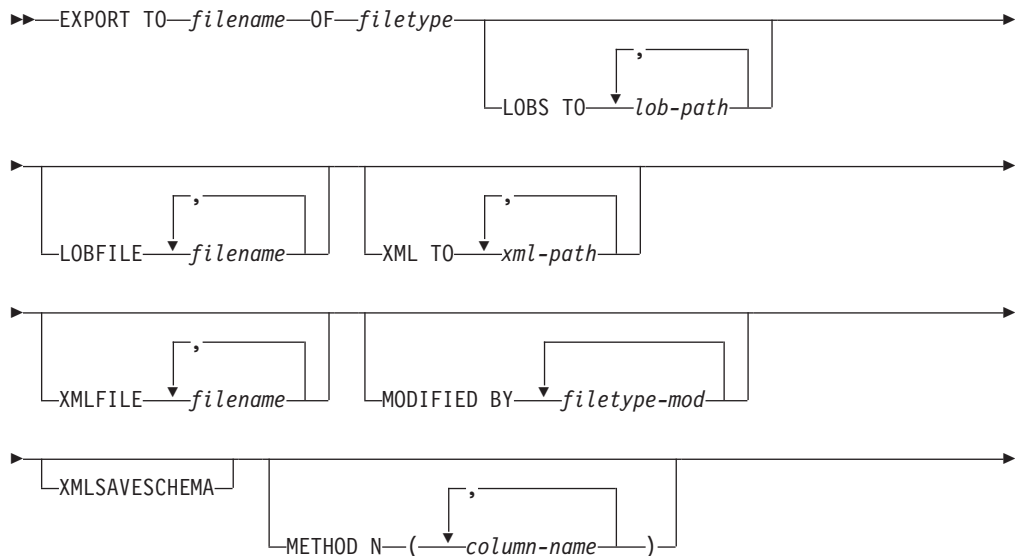 EXPORT TO filename OF filetype
,
LOBS TO lob-path
, ,
LOBFILE filename XML TO xml-path
,
XMLFILE filename MODIFIED BY filetype-mod
XMLSAVESCHEMA
,
METHOD N ( column-name )